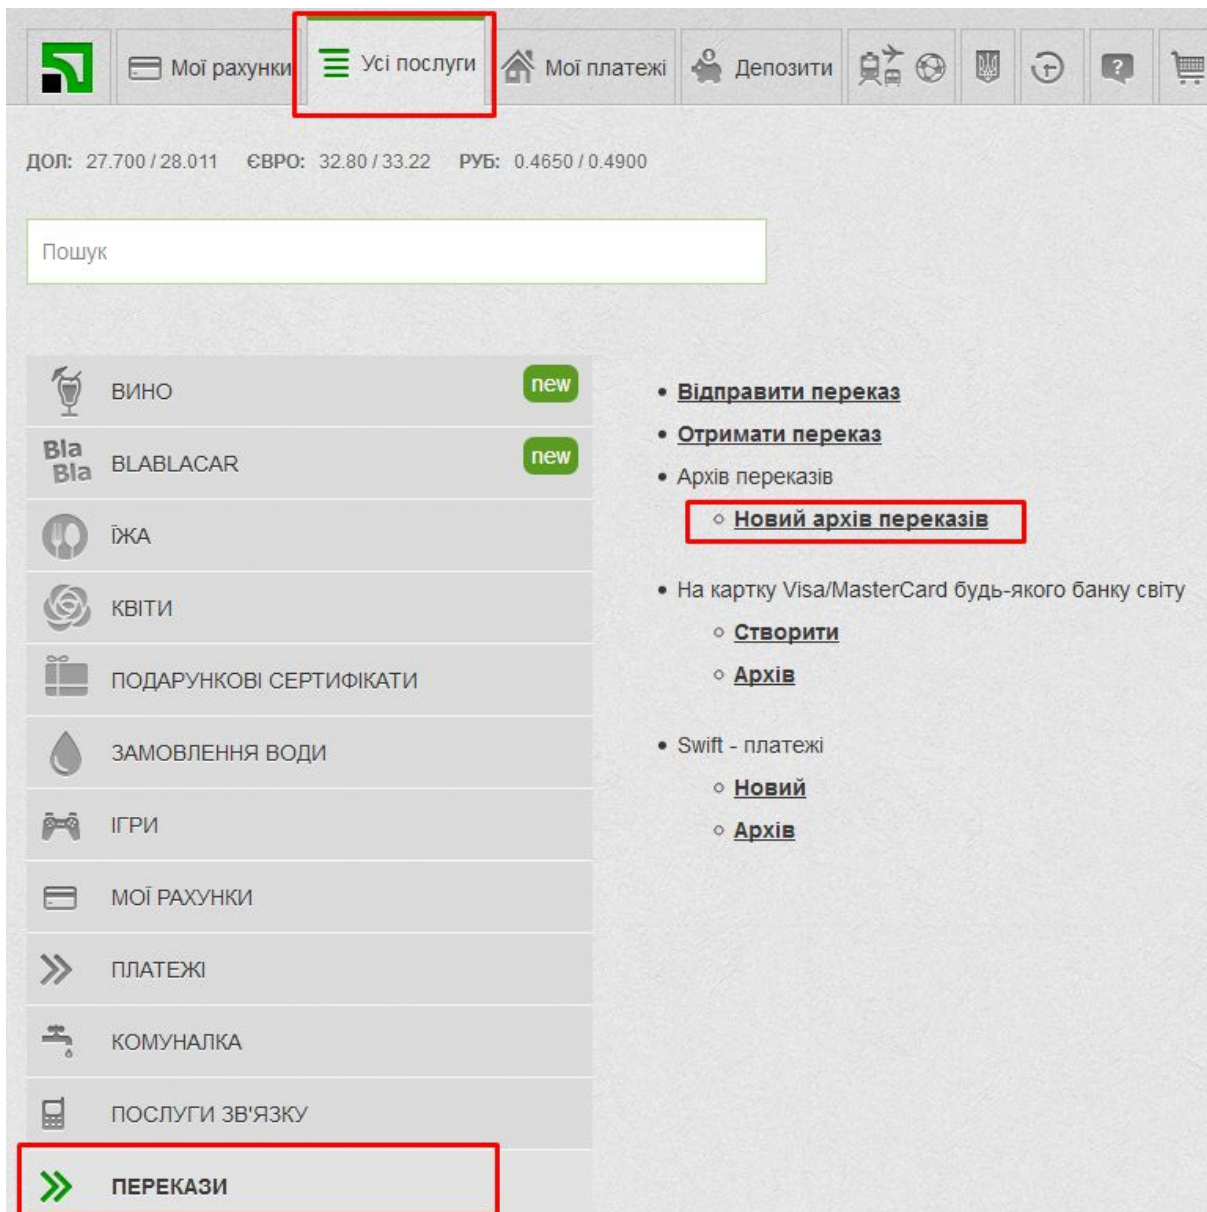 Мої рахунки Усі послуги Мої платежі Депозити
ДОЛ: 27.700 / 28.011 ЄВРО: 32.80 / 33.22 РУБ: 0.4650 / 0.4900
Пошук
ВИНО new
Bla Bla BLABLACAR new
ЇЖА
КВІТИ
ПОДАРУНКОВІ СЕРТИФІКАТИ
ЗАМОВЛЕННЯ ВОДИ
ІГРИ
МОЇ РАХУНКИ
ПЛАТЕЖІ
КОМУНАЛКА
ПОСЛУГИ ЗВ'ЯЗКУ
ПЕРЕКАЗИ
Відправити переказ
Отримати переказ
Архів переказів
Новий архів переказів
На картку Visa/MasterCard будь-якого банку світу
Створити
Архів
Swift - платежі
Новий
Архів